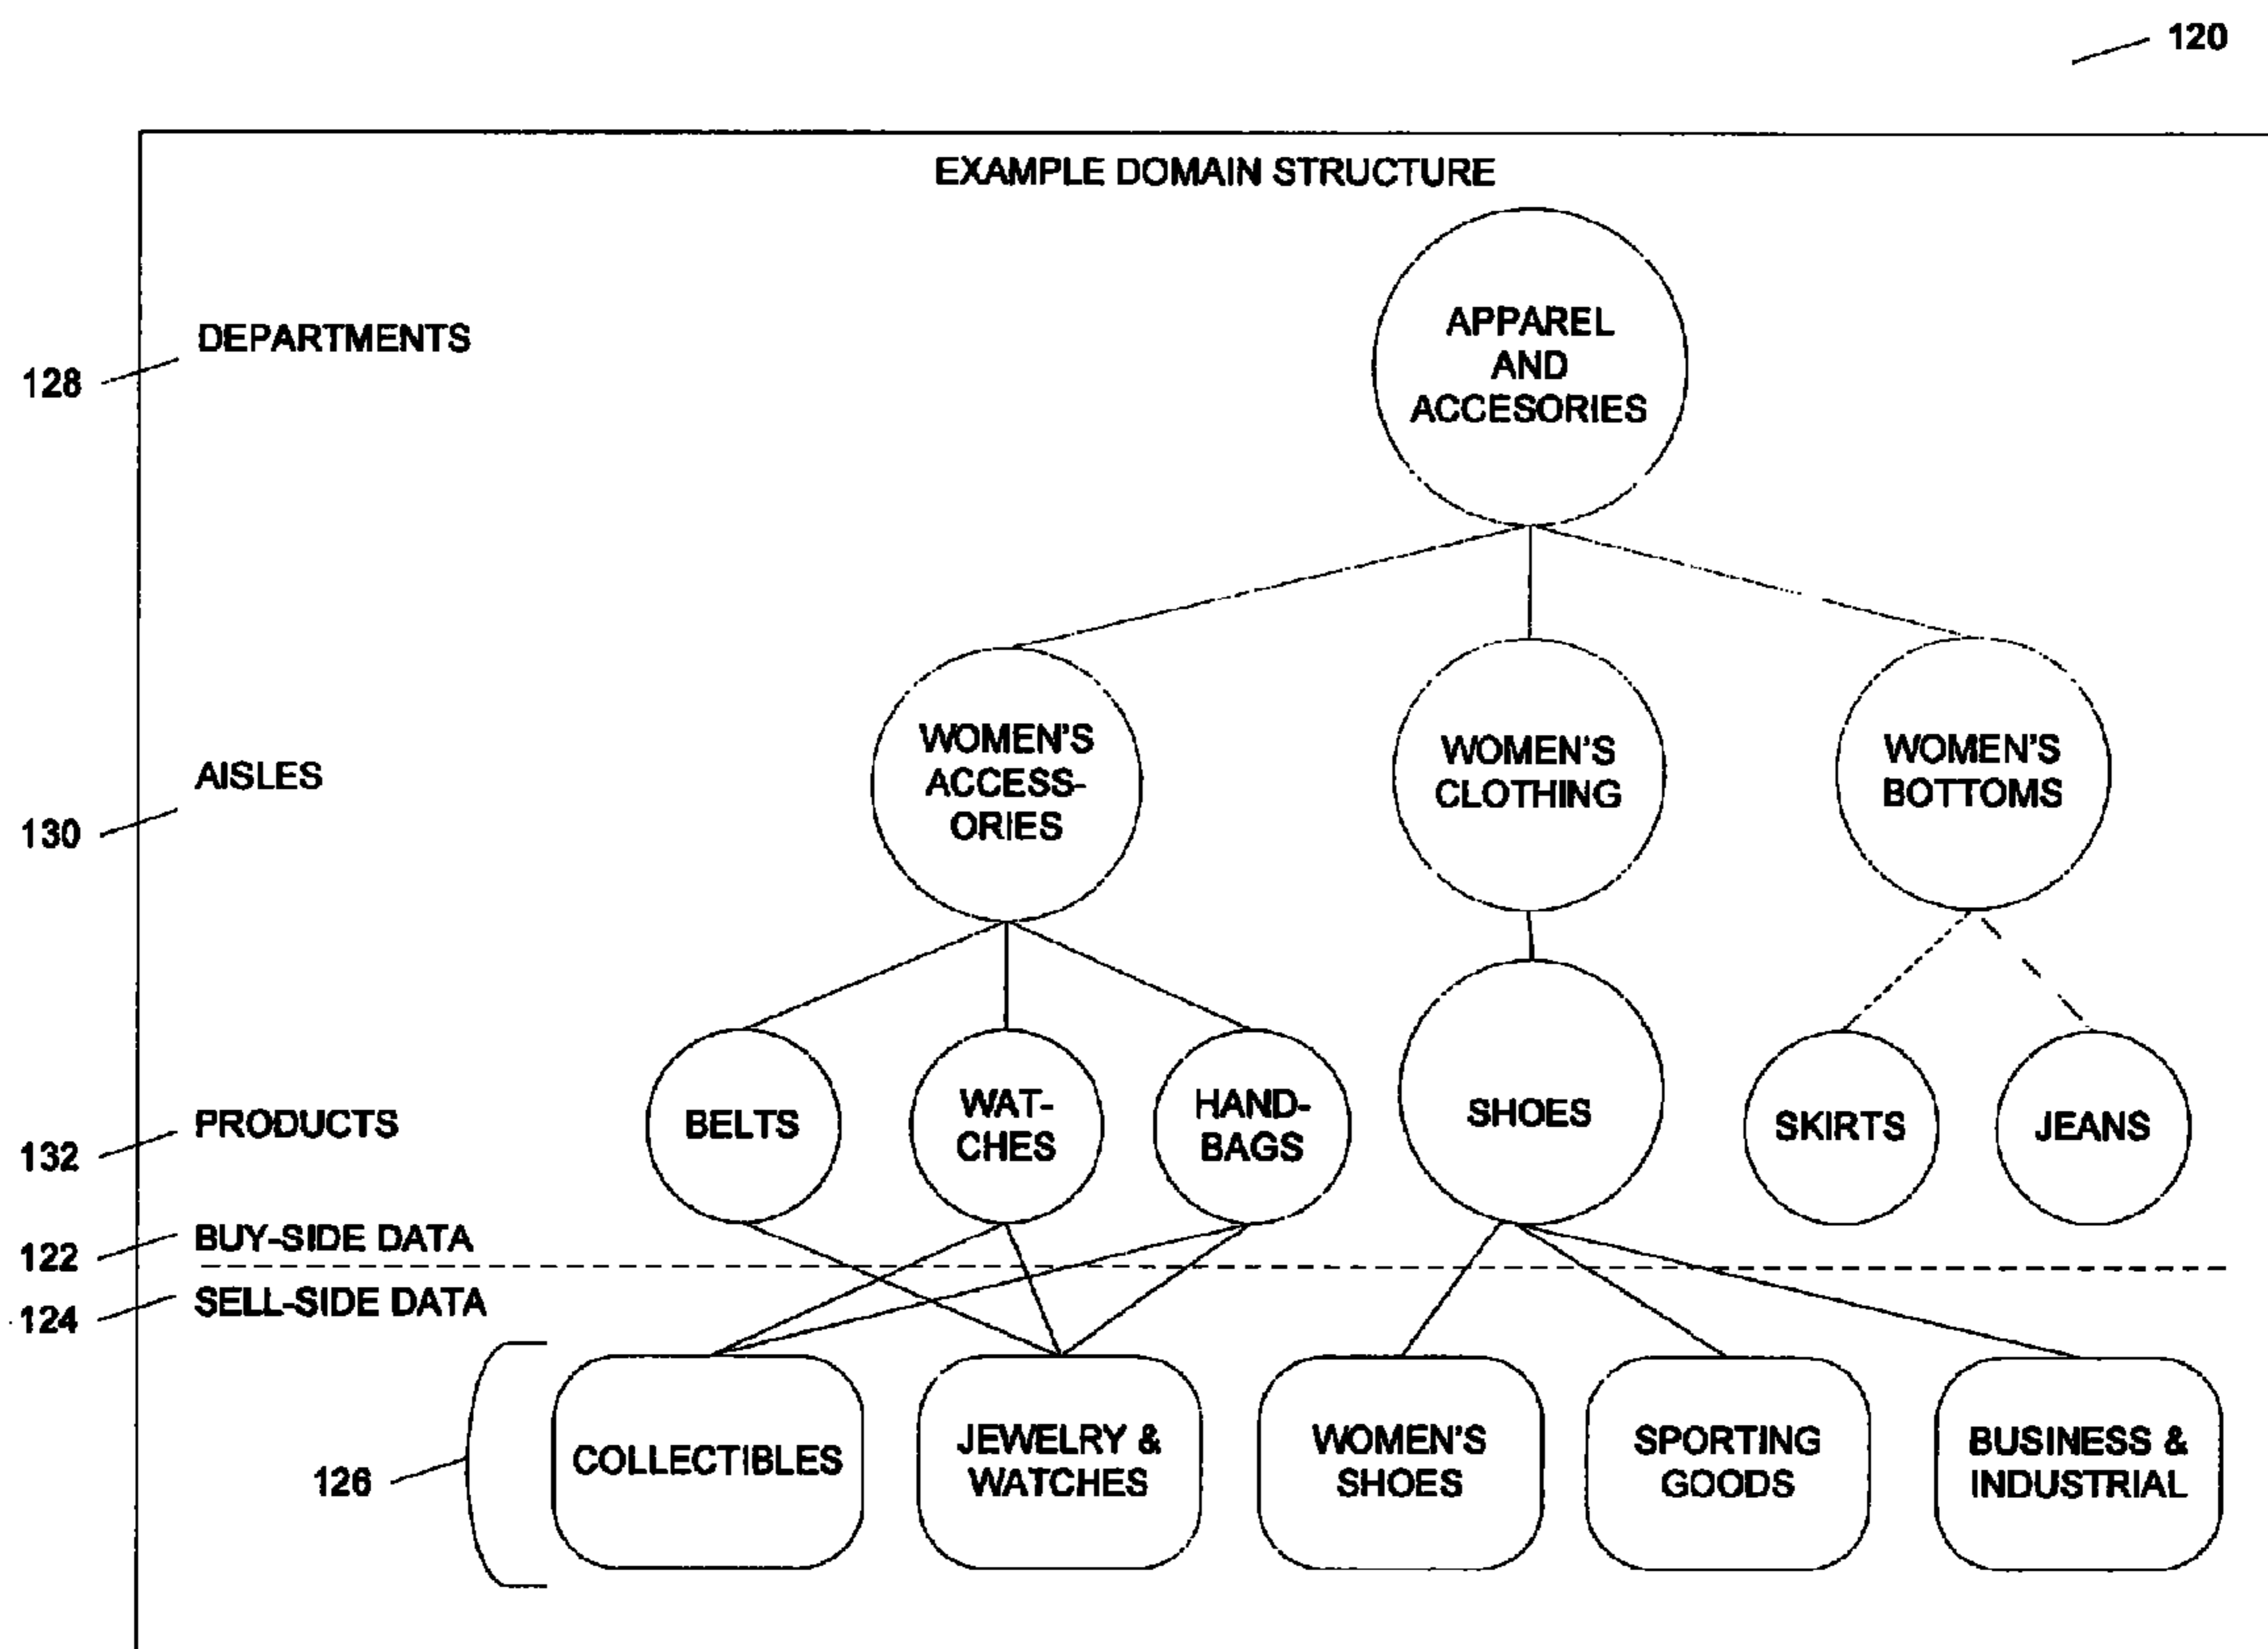 120
EXAMPLE DOMAIN STRUCTURE
DEPARTMENTS
128
APPAREL
AND
ACCESORIES
AISLES
130
WOMEN'S
ACCESS-
ORIES
WOMEN'S
CLOTHING
WOMEN'S
BOTTOMS
PRODUCTS
132
BELTS
WAT-
CHES
HAND-
BAGS
SHOES
SKIRTS
JEANS
BUY-SIDE DATA
122
SELL-SIDE DATA
124
126
COLLECTIBLES
JEWELRY &
WATCHES
WOMEN'S
SHOES
SPORTING
GOODS
BUSINESS &
INDUSTRIAL